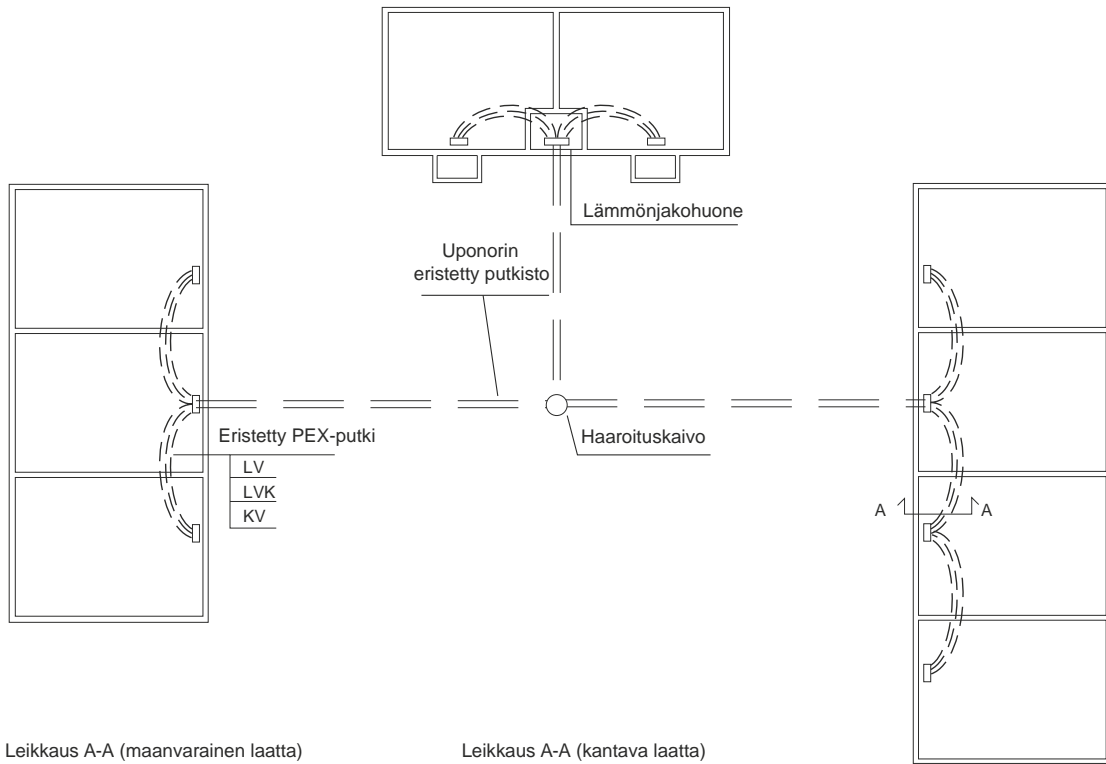 Lämmönjakohuone
Uponorin
eristetty putkisto
Eristetty PEX-putki
LV
LVK
KV
Haaroituskaivo
A
A
Leikkaus A-A (maanvarainen laatta)
Leikkaus A-A (kantava laatta)